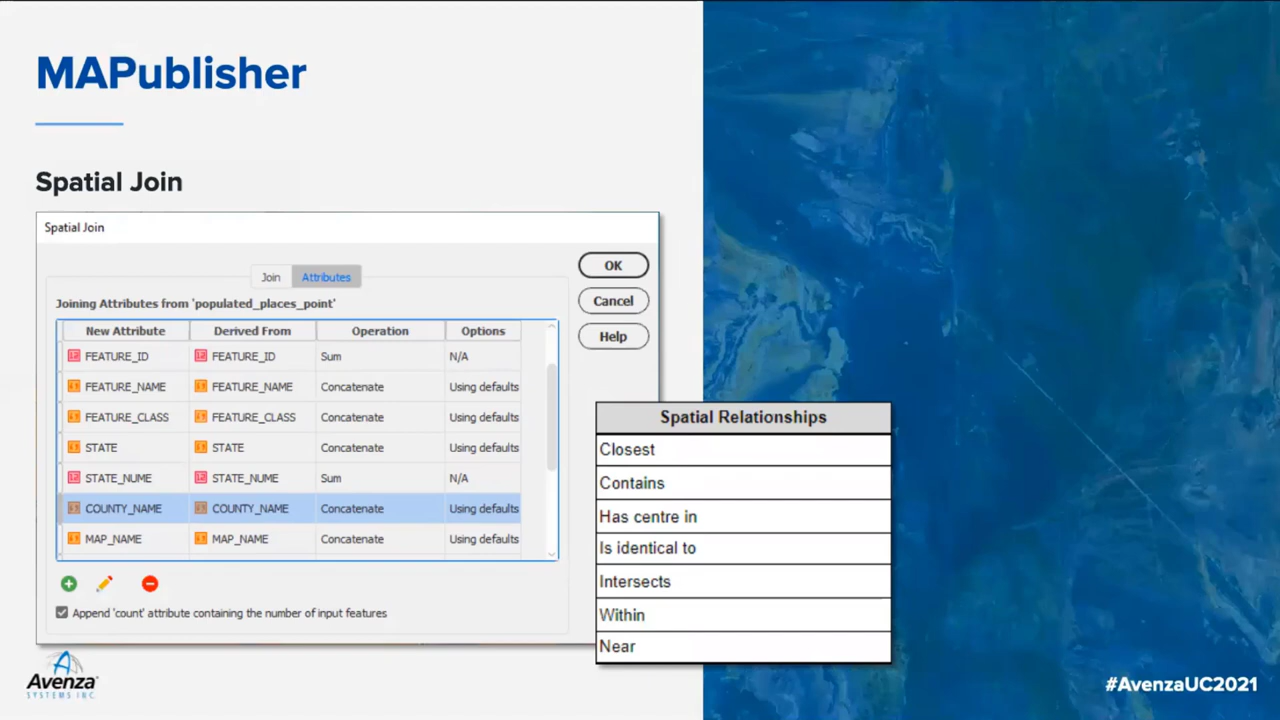 MAPublisher
Spatial Join
Spatial Join
OK
Cancel
Help
Join Attributes
Joining Attributes from 'populated_places_point'
New Attribute Derived From Operation Options
FEATURE_ID FEATURE_ID Sum N/A
FEATURE_NAME FEATURE_NAME Concatenate Using defaults
FEATURE_CLASS FEATURE_CLASS Concatenate Using defaults
STATE STATE Concatenate Using defaults
STATE_NUME STATE_NUME Sum N/A
COUNTY_NAME COUNTY_NAME Concatenate Using defaults
MAP_NAME MAP_NAME Concatenate Using defaults
Append 'count' attribute containing the number of input features
Spatial Relationships
Closest
Contains
Has centre in
Is identical to
Intersects
Within
Near
Avenza
SYSTEMS INC.
#AvenzaUC2021